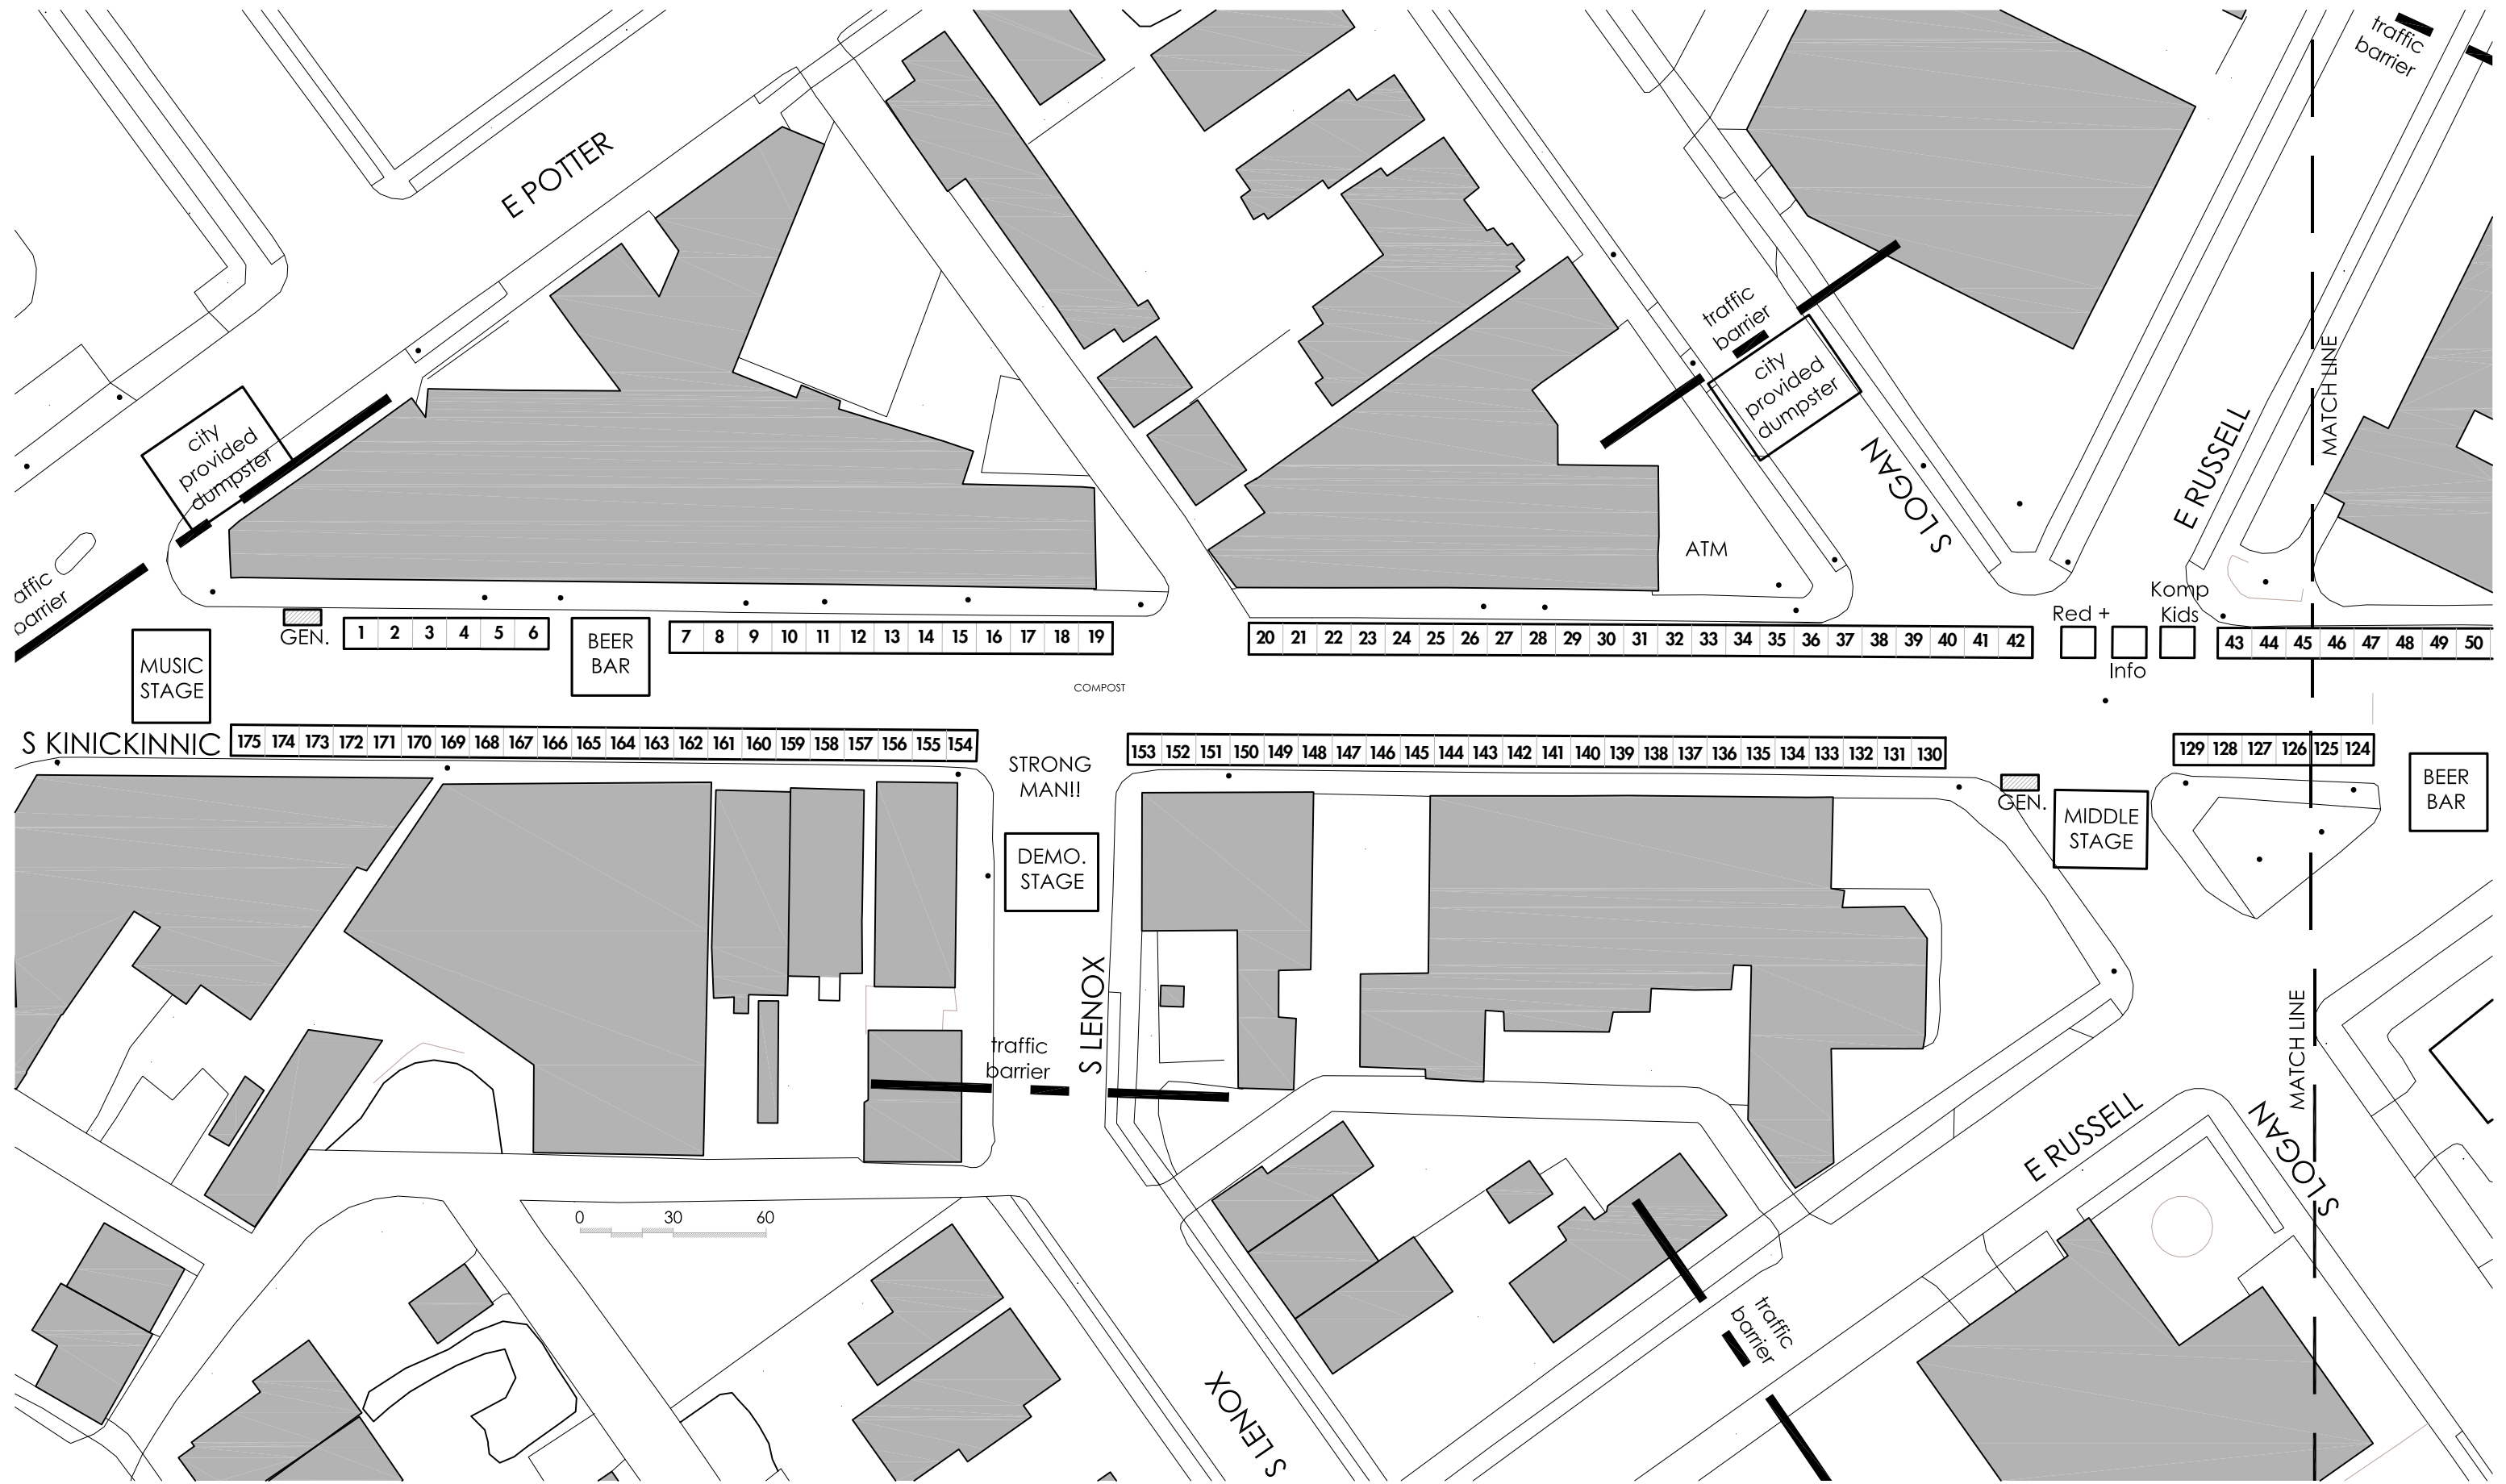 traffic
barrier
E POTTER
traffic
barrier
city
provided
dumpster
MATCH LINE
E RUSSELL
S LOGAN
city
provided
dumpster
affic
barrier
ATM
Komp
Kids
Red +
Info
GEN.
1 2 3 4 5 6
BEER
BAR
7 8 9 10 11 12 13 14 15 16 17 18 19
20 21 22 23 24 25 26 27 28 29 30 31 32 33 34 35 36 37 38 39 40 41 42
43 44 45 46 47 48 49 50
MUSIC
STAGE
COMPOST
S KINICKINNIC
175 174 173 172 171 170 169 168 167 166 165 164 163 162 161 160 159 158 157 156 155 154
153 152 151 150 149 148 147 146 145 144 143 142 141 140 139 138 137 136 135 134 133 132 131 130
129 128 127 126 125 124
STRONG
MAN!!
GEN.
MIDDLE
STAGE
BEER
BAR
DEMO.
STAGE
S LENOX
traffic
barrier
MATCH LINE
E RUSSELL
S LOGAN
0 30 60
traffic
barrier
S LENOX